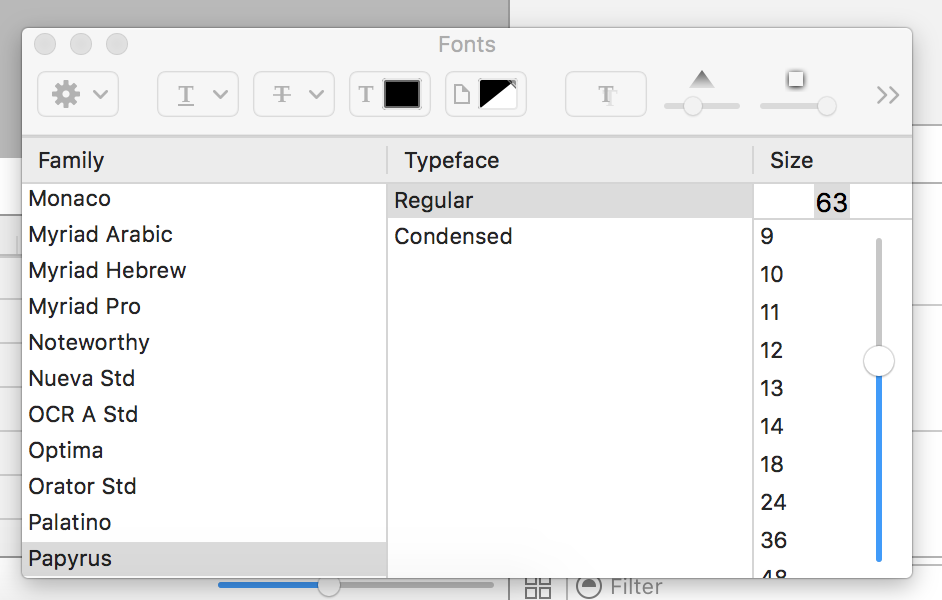 Fonts
T T T T
Family Typeface Size
Monaco Regular 63
Myriad Arabic Condensed 9
Myriad Hebrew 10
Myriad Pro 11
Noteworthy 12
Nueva Std 13
OCR A Std 14
Optima 18
Orator Std 24
Palatino 36
Papyrus 48
Filter